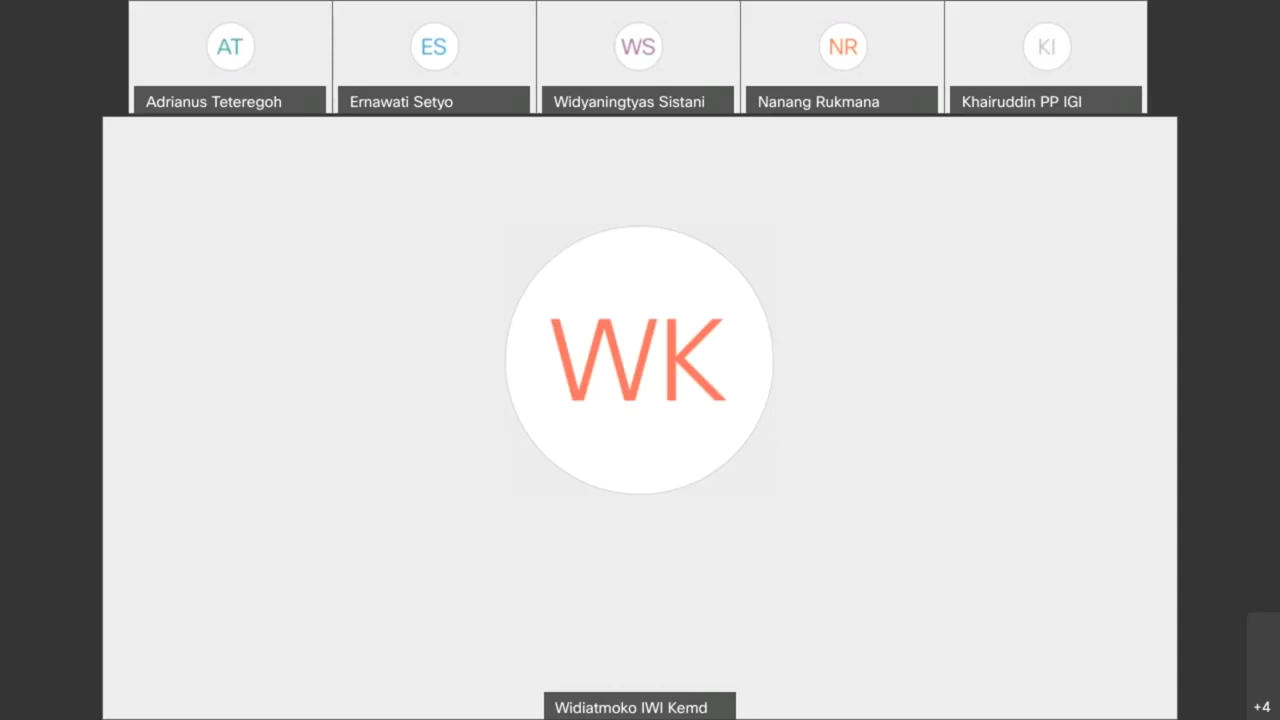 AT
Adrianus Teteregoh
ES
Ernawati Setyo
WS
Widyaningtyas Sistani
NR
Nanang Rukmana
KI
Khairuddin PP IGI
WK
Widiatmoko IWI Kemd
+4